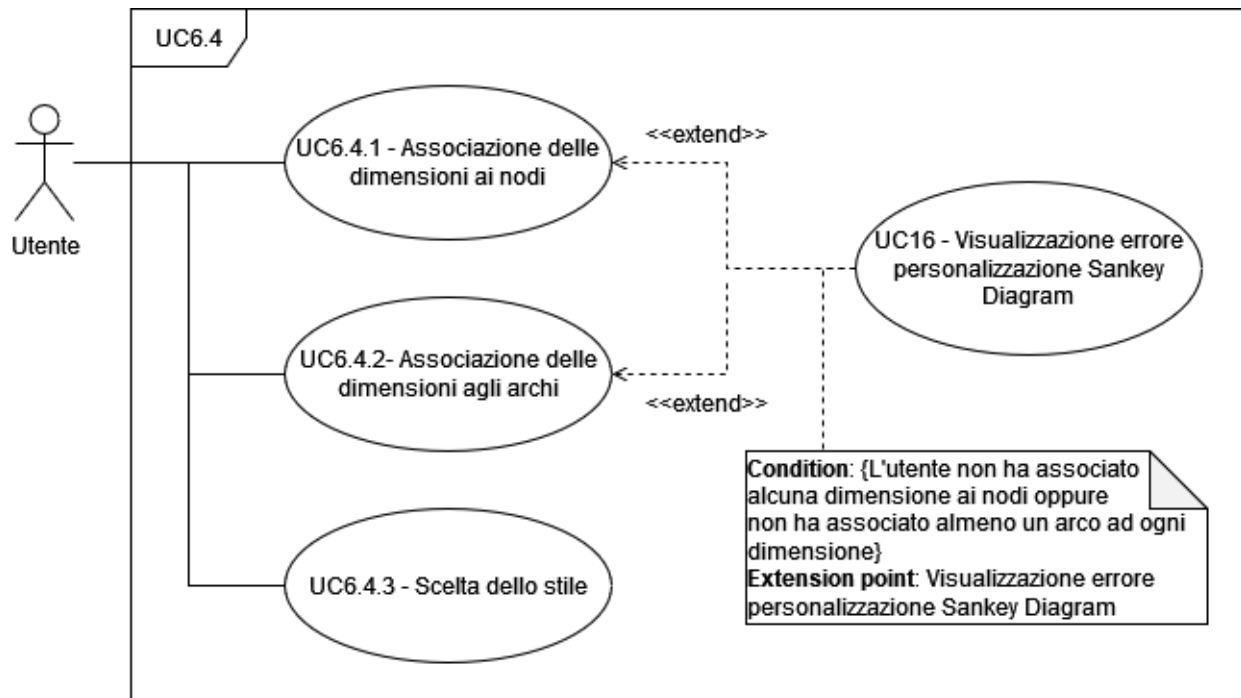 UC6.4
Utente
UC6.4.1 - Associazione delle
dimensioni ai nodi
<<extend>>
UC16 - Visualizzazione errore
personalizzazione Sankey
Diagram
UC6.4.2- Associazione delle
dimensioni agli archi
<<extend>>
UC6.4.3 - Scelta dello stile
Condition: {L'utente non ha associato
alcuna dimensione ai nodi oppure
non ha associato almeno un arco ad ogni
dimensione}
Extension point: Visualizzazione errore
personalizzazione Sankey Diagram